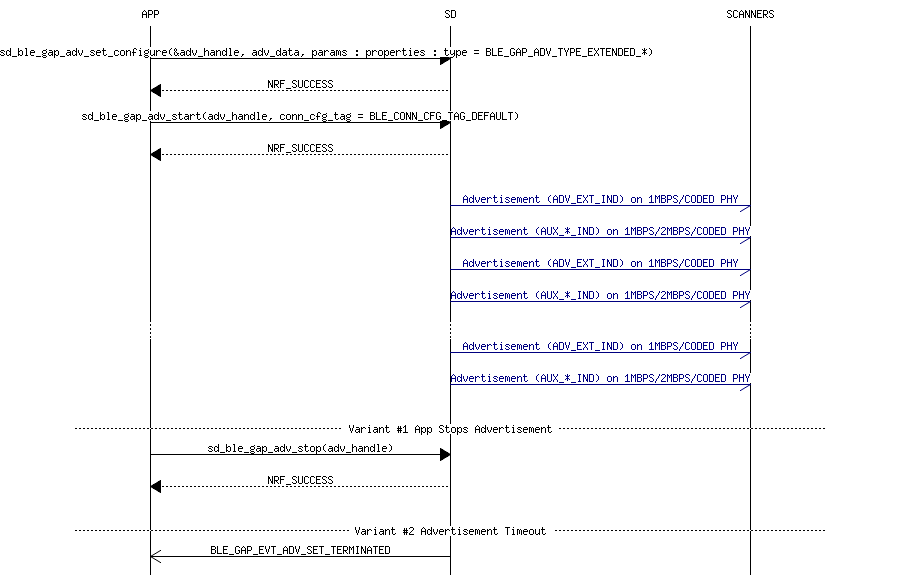 APP SD SCANNERS
sd_ble_gap_adv_set_configure(&adv_handle, adv_data, params : properties : type = BLE_GAP_ADV_TYPE_EXTENDED_*)
NRF_SUCCESS
sd_ble_gap_adv_start(adv_handle, conn_cfg_tag = BLE_CONN_CFG_TAG_DEFAULT)
NRF_SUCCESS
Advertisement (ADV_EXT_IND) on 1MBPS/CODED PHY
Advertisement (AUX_*_IND) on 1MBPS/2MBPS/CODED PHY
Advertisement (ADV_EXT_IND) on 1MBPS/CODED PHY
Advertisement (AUX_*_IND) on 1MBPS/2MBPS/CODED PHY
Advertisement (ADV_EXT_IND) on 1MBPS/CODED PHY
Advertisement (AUX_*_IND) on 1MBPS/2MBPS/CODED PHY
Variant #1 App Stops Advertisement
sd_ble_gap_adv_stop(adv_handle)
NRF_SUCCESS
Variant #2 Advertisement Timeout
BLE_GAP_EVT_ADV_SET_TERMINATED